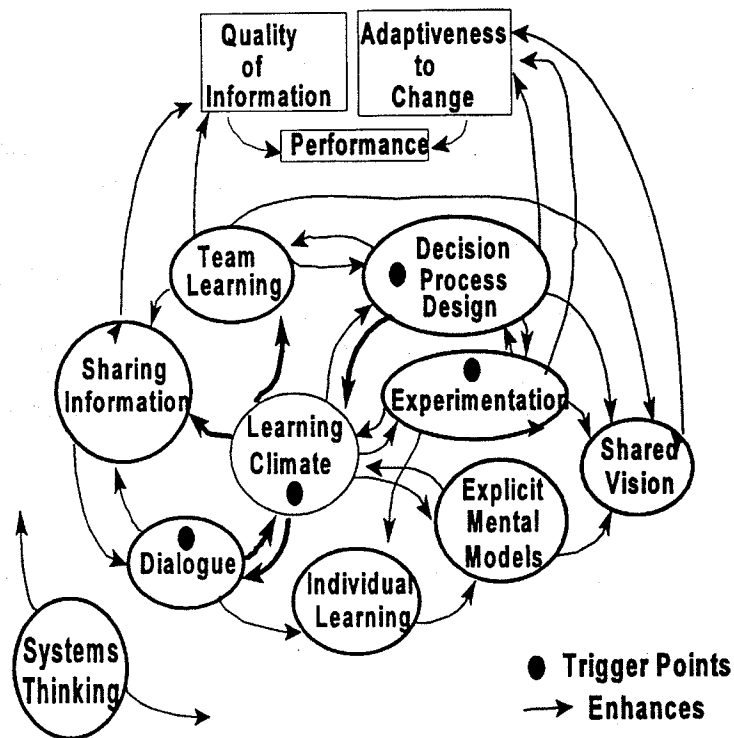 Quality
of
Information
Adaptiveness
to
Change
Performance
Team
Learning
Decision
Process
Design
Sharing
Information
Experimentation
Learning
Climate
Shared
Vision
Explicit
Mental
Models
Dialogue
Individual
Learning
Systems
Thinking
Trigger Points
Enhances